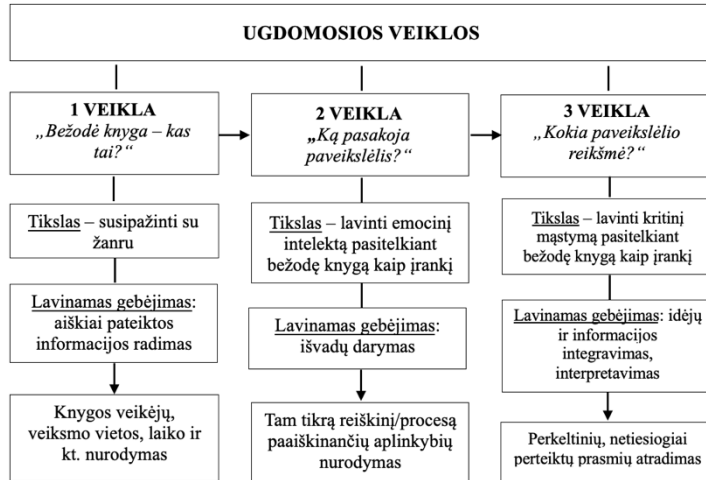 UGDOMOSIOS VEIKLOS
1 VEIKLA
„Bežodė knyga – kas
tai?“
2 VEIKLA
„Ką pasakoja
paveikslėlis?“
3 VEIKLA
„Kokia paveikslėlio
reikšmė?“
Tikslas – susipažinti su
žanru
Tikslas – lavinti emocinį
intelektą pasitelkiant
bežodę knygą kaip įrankį
Tikslas – lavinti kritinį
mąstymą pasitelkiant
bežodę knygą kaip įrankį
Lavinamas gebėjimas:
aiškiai pateiktos
informacijos radimas
Lavinamas gebėjimas:
išvadų darymas
Lavinamas gebėjimas: idėjų
ir informacijos
integravimas,
interpretavimas
Knygos veikėjų,
veiksmo vietos, laiko ir
kt. nurodymas
Tam tikrą reiškinį/procesą
paaiškinančių aplinkybių
nurodymas
Perkeltinių, netiesiogiai
perteiktų prasmių atradimas